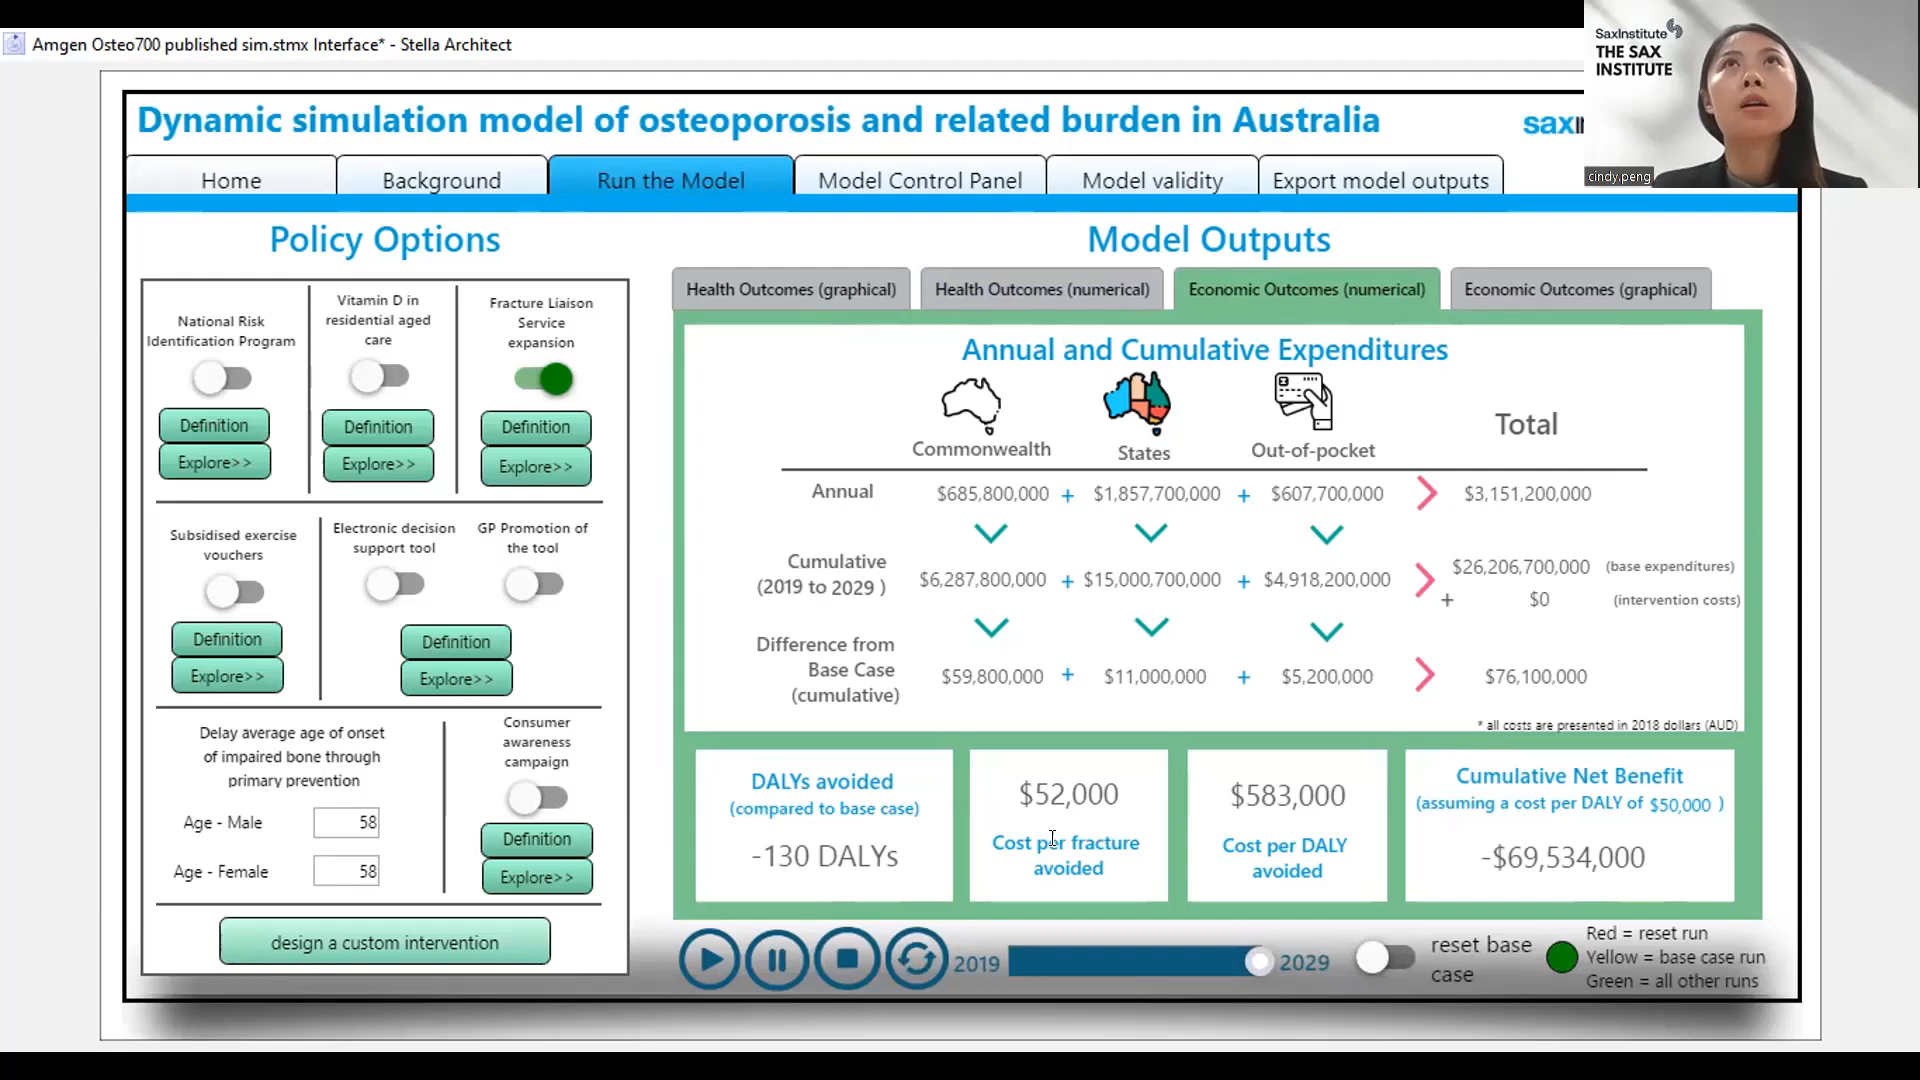 Amgen Osteo700 published sim.stmx Interface* - Stella Architect
SaxInstitute
THE SAX
INSTITUTE
cindy.peng
Dynamic simulation model of osteoporosis and related burden in Australia
Home
Background
Run the Model
Model Control Panel
Model validity
Export model outputs
Policy Options
National Risk
Identification Program
Definition
Explore>>
Vitamin D in
residential aged
care
Definition
Explore>>
Fracture Liaison
Service
expansion
Definition
Explore>>
Subsidised exercise
vouchers
Definition
Explore>>
Electronic decision
support tool
GP Promotion of
the tool
Definition
Explore>>
Delay average age of onset
of impaired bone through
primary prevention
Age - Male 58
Age - Female 58
Consumer
awareness
campaign
Definition
Explore>>
design a custom intervention
Model Outputs
Health Outcomes (graphical)
Health Outcomes (numerical)
Economic Outcomes (numerical)
Economic Outcomes (graphical)
Annual and Cumulative Expenditures
Commonwealth
States
Out-of-pocket
Total
Annual $685,800,000 + $1,857,700,000 + $607,700,000 $3,151,200,000
Cumulative
(2019 to 2029 ) $6,287,800,000 + $15,000,700,000 + $4,918,200,000
$26,206,700,000 (base expenditures)
+ $0 (intervention costs)
Difference from
Base Case
(cumulative)
$59,800,000 + $11,000,000 + $5,200,000 $76,100,000
* all costs are presented in 2018 dollars (AUD)
DALYs avoided
(compared to base case)
-130 DALYs
$52,000
Cost per fracture
avoided
$583,000
Cost per DALY
avoided
Cumulative Net Benefit
(assuming a cost per DALY of $50,000 )
-$69,534,000
2019
2029
reset base
case
Red = reset run
Yellow = base case run
Green = all other runs